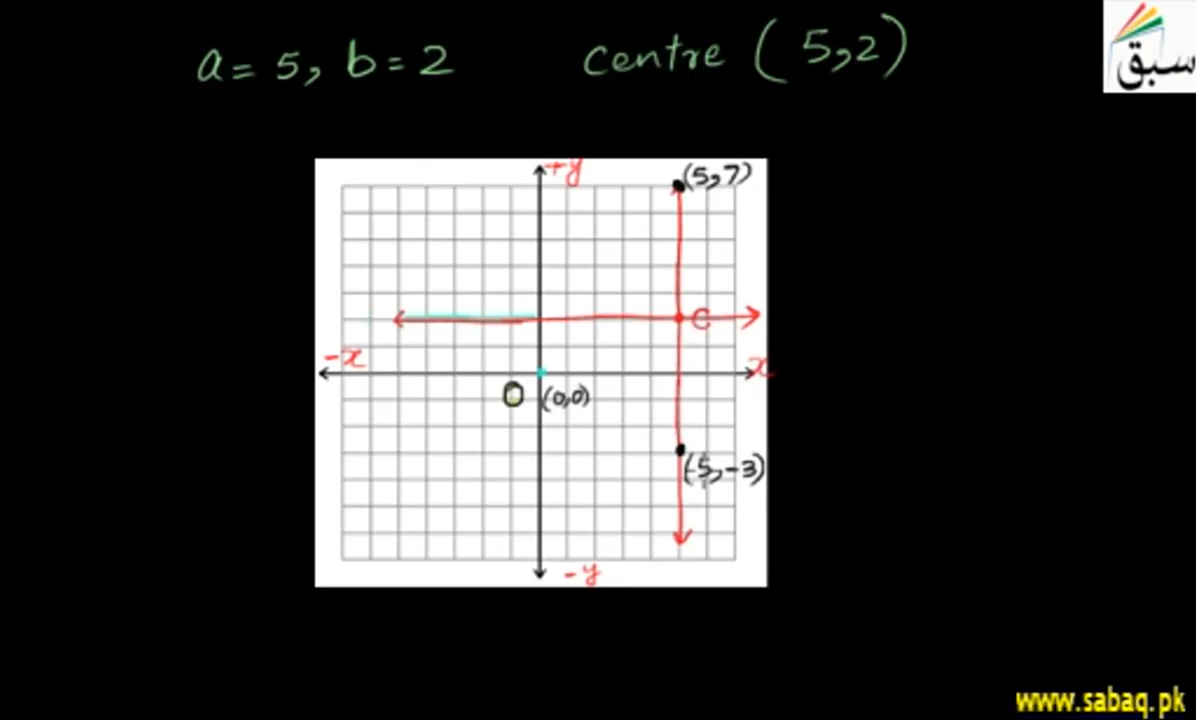 a = 5, b = 2 centre (5,2)
سبق
+y
(5,7)
C
-x x
O (0,0)
(5,-3)
-y
www.sabaq.pk